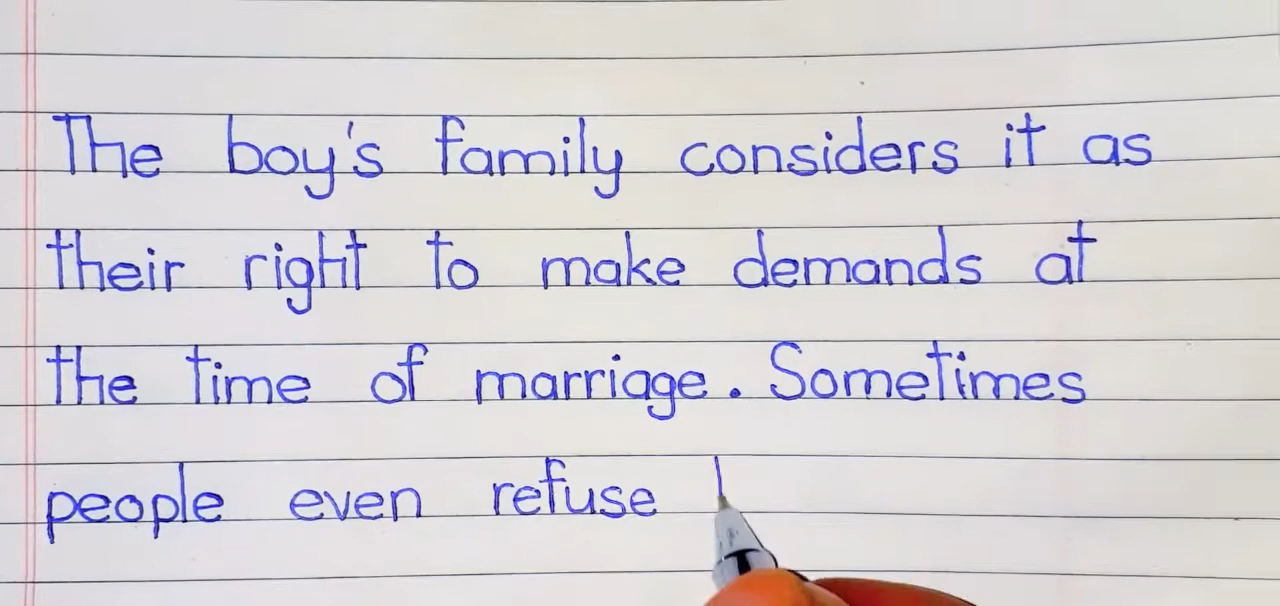 The boy's family considers it as
their right to make demands at
the time of marriage. Sometimes
people even refuse